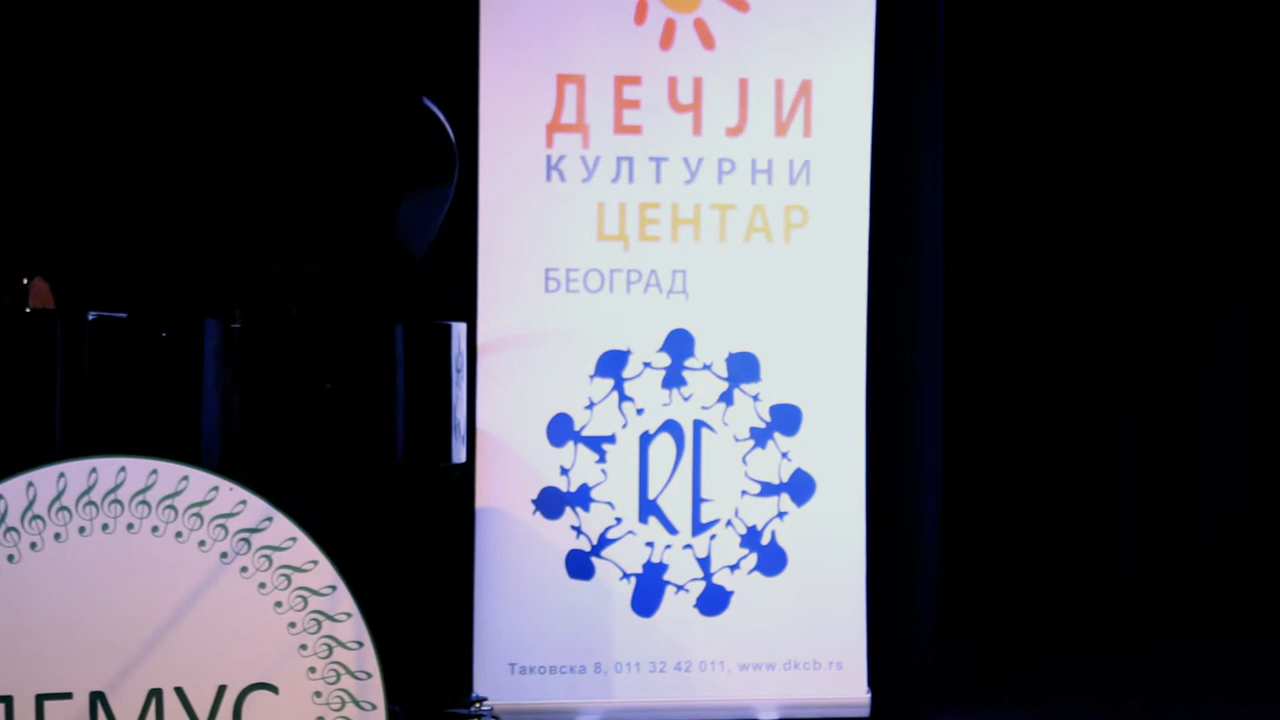 ДЕЧЈИ
КУЛТУРНИ
ЦЕНТАР
БЕОГРАД
RE
Таковска 8, 011 32 42 011, www.dkcb.rs